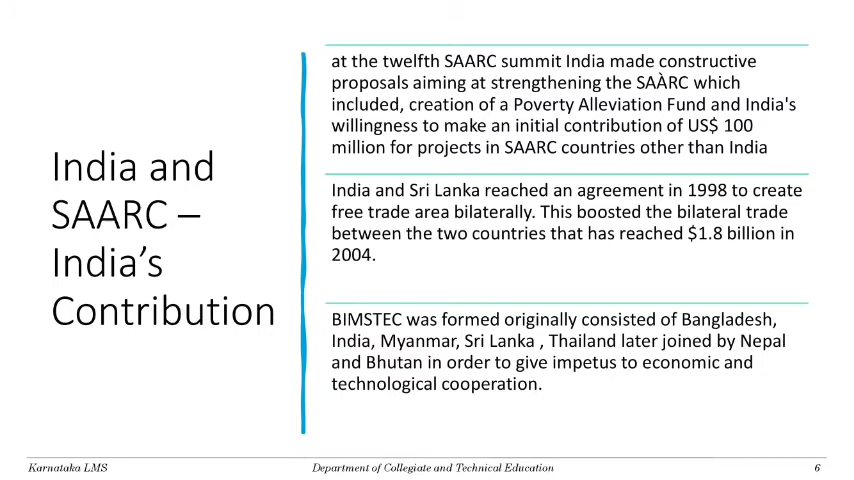 India and
SAARC –
India’s
Contribution
at the twelfth SAARC summit India made constructive
proposals aiming at strengthening the SAÀRC which
included, creation of a Poverty Alleviation Fund and India's
willingness to make an initial contribution of US$ 100
million for projects in SAARC countries other than India
India and Sri Lanka reached an agreement in 1998 to create
free trade area bilaterally. This boosted the bilateral trade
between the two countries that has reached $1.8 billion in
2004.
BIMSTEC was formed originally consisted of Bangladesh,
India, Myanmar, Sri Lanka , Thailand later joined by Nepal
and Bhutan in order to give impetus to economic and
technological cooperation.
Karnataka LMS Department of Collegiate and Technical Education 6